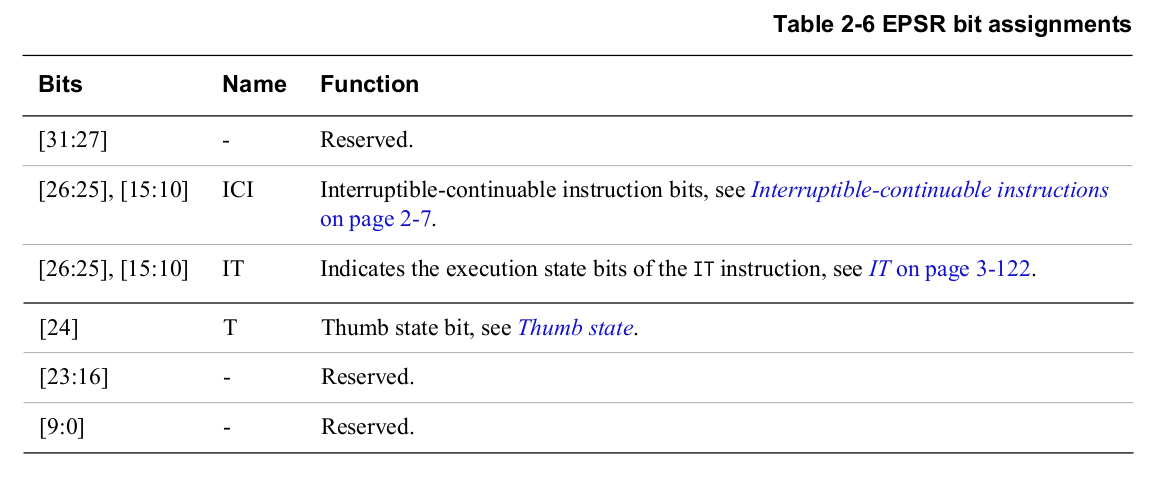 Table 2-6 EPSR bit assignments
Bits Name Function
[31:27] - Reserved.
[26:25], [15:10] ICI Interruptible-continuable instruction bits, see Interruptible-continuable instructions
on page 2-7.
[26:25], [15:10] IT Indicates the execution state bits of the IT instruction, see IT on page 3-122.
[24] T Thumb state bit, see Thumb state.
[23:16] - Reserved.
[9:0] - Reserved.